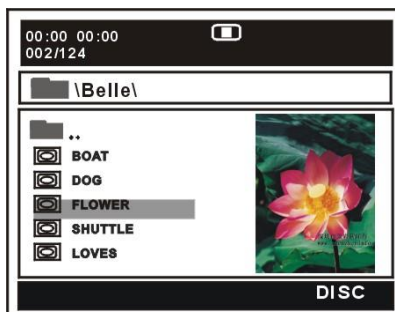 00:00 00:00
002/124
\Belle\
..
BOAT
DOG
FLOWER
SHUTTLE
LOVES
DISC